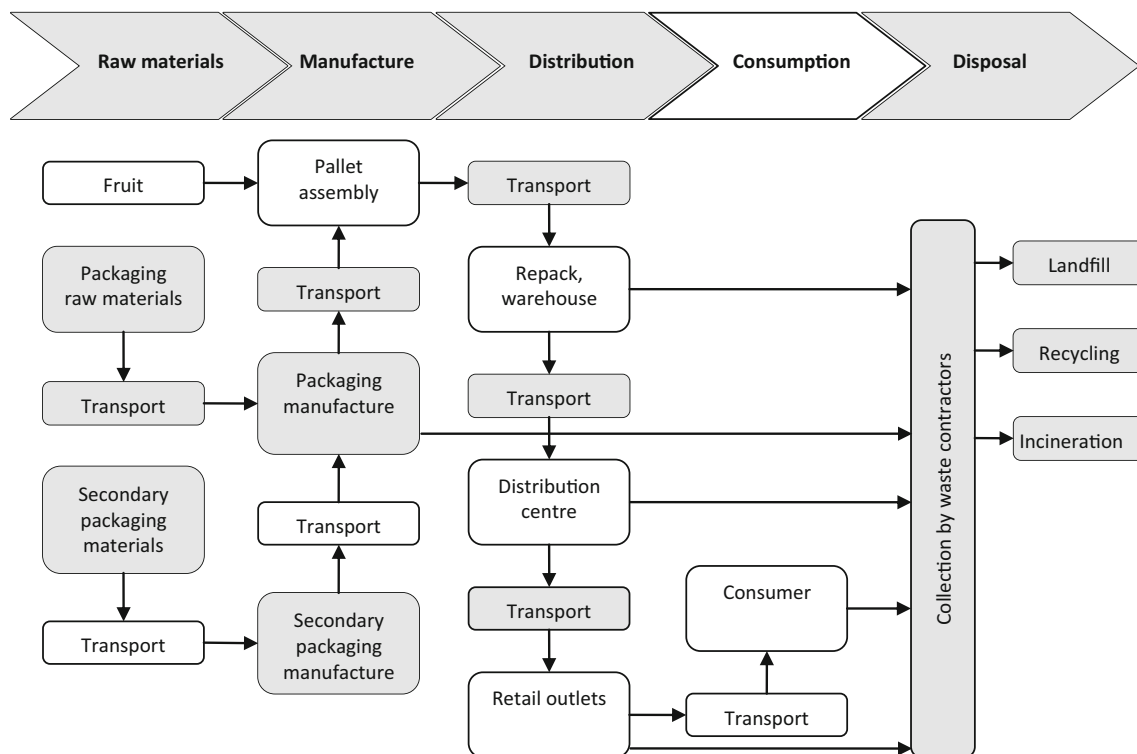 Raw materials
Manufacture
Distribution
Consumption
Disposal
Fruit
Pallet
assembly
Transport
Packaging
raw materials
Transport
Repack,
warehouse
Landfill
Transport
Packaging
manufacture
Transport
Recycling
Incineration
Secondary
packaging
materials
Transport
Distribution
centre
Collection by waste contractors
Transport
Secondary
packaging
manufacture
Transport
Consumer
Retail outlets
Transport